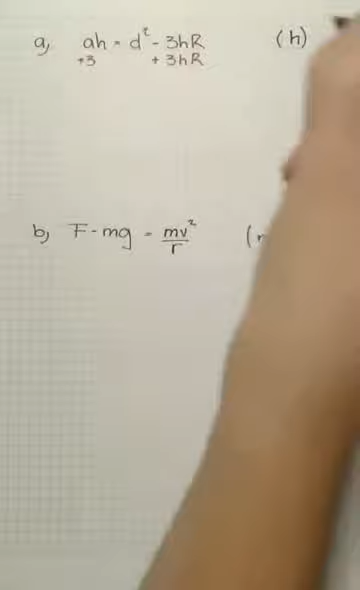 a, ah = d² - 3hR (h)
+3 + 3hR
b, F - mg = mv²/r